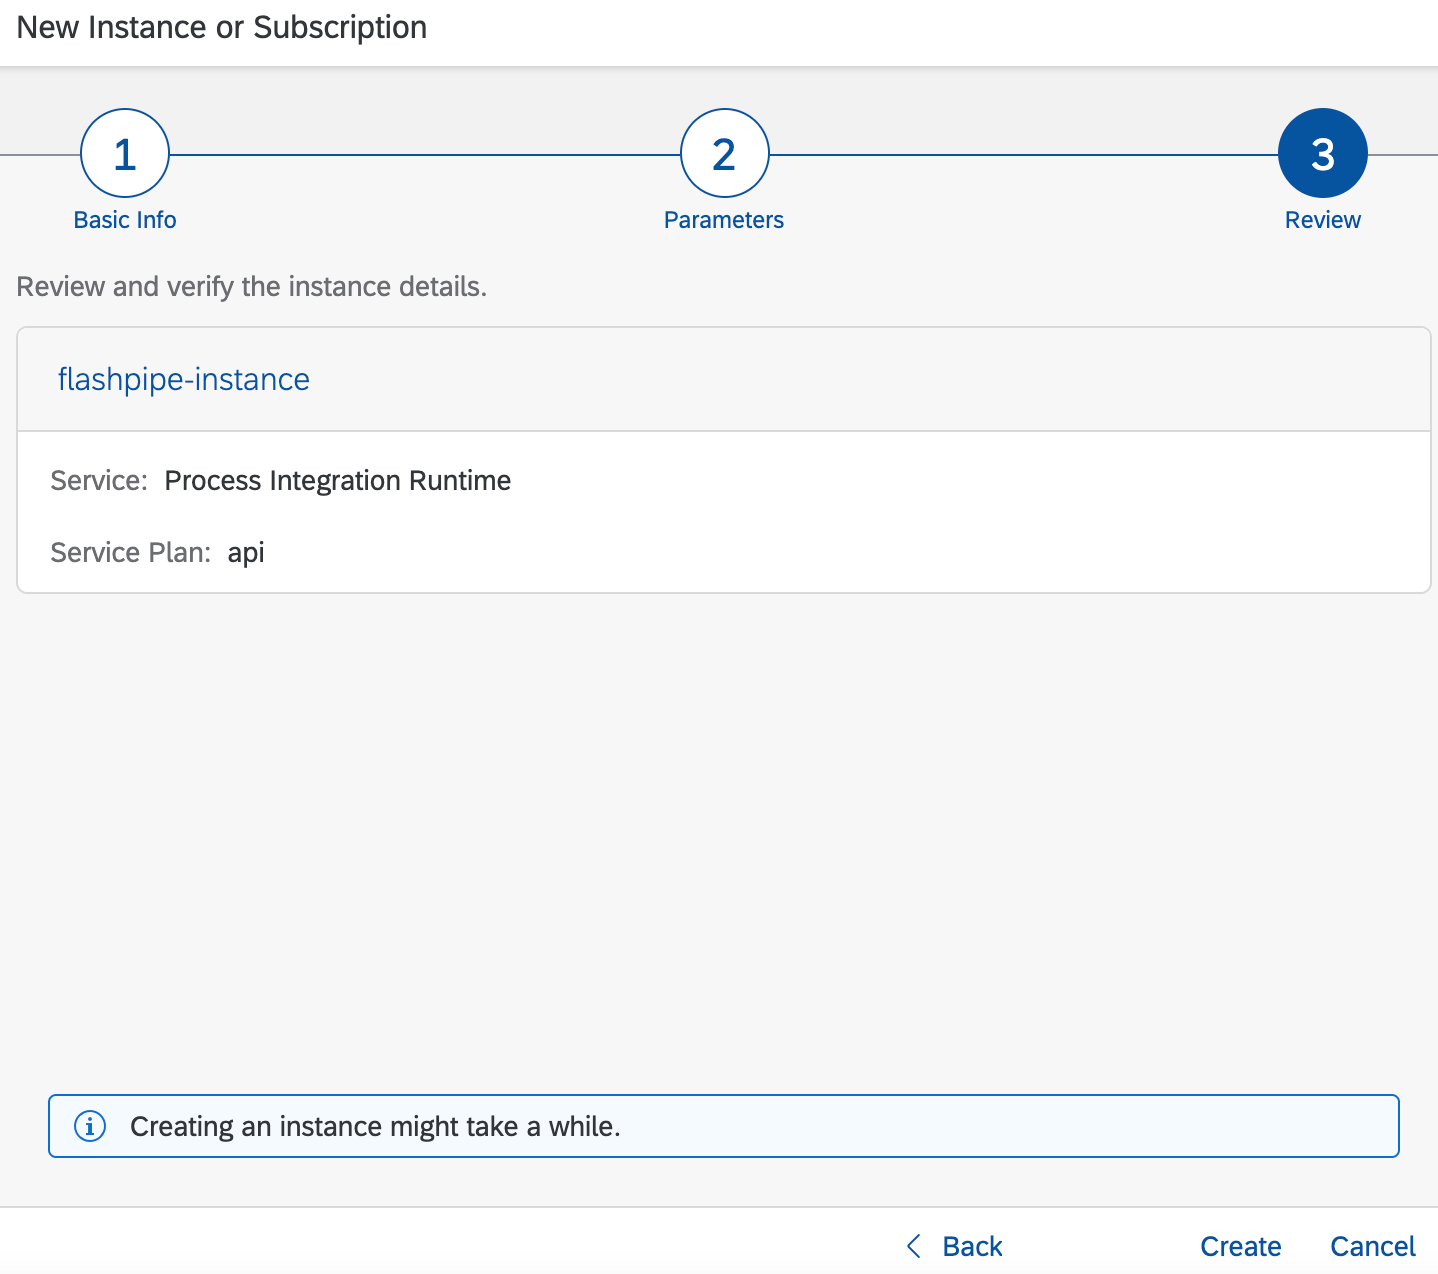 New Instance or Subscription
1
2
3
Basic Info
Parameters
Review
Review and verify the instance details.
flashpipe-instance
Service: Process Integration Runtime
Service Plan: api
Creating an instance might take a while.
Back
Create
Cancel